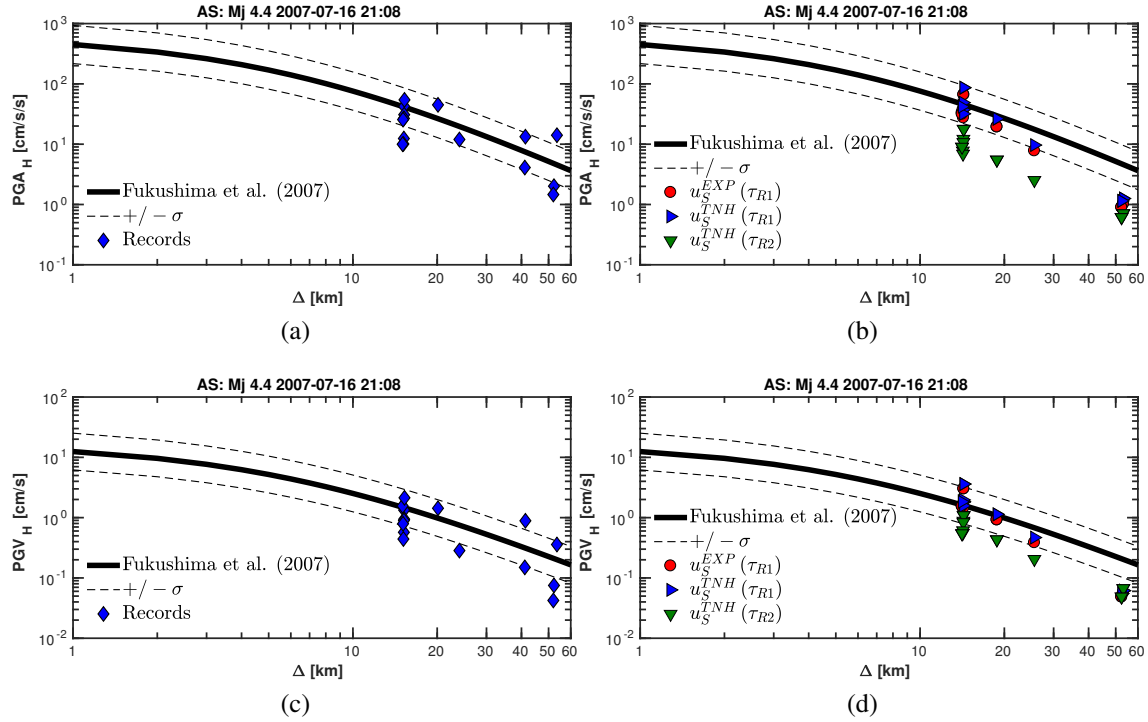 AS: Mj 4.4 2007-07-16 21:08
PGA_H [cm/s]
10^3
10^2
10^1
10^0
10^-1
Fukushima et al. (2007)
+/− σ
Records
1 10 20 30 40 50 60
Δ [km]
(a)
AS: Mj 4.4 2007-07-16 21:08
PGA_H [cm/s]
10^3
10^2
10^1
10^0
10^-1
Fukushima et al. (2007)
+/− σ
u_S^EXP (τ_R1)
u_S^TNH (τ_R1)
u_S^TNH (τ_R2)
1 10 20 30 40 50 60
Δ [km]
(b)
AS: Mj 4.4 2007-07-16 21:08
PGV_H [cm/s]
10^2
10^1
10^0
10^-1
10^-2
Fukushima et al. (2007)
+/− σ
Records
1 10 20 30 40 50 60
Δ [km]
(c)
AS: Mj 4.4 2007-07-16 21:08
PGV_H [cm/s]
10^2
10^1
10^0
10^-1
10^-2
Fukushima et al. (2007)
+/− σ
u_S^EXP (τ_R1)
u_S^TNH (τ_R1)
u_S^TNH (τ_R2)
1 10 20 30 40 50 60
Δ [km]
(d)